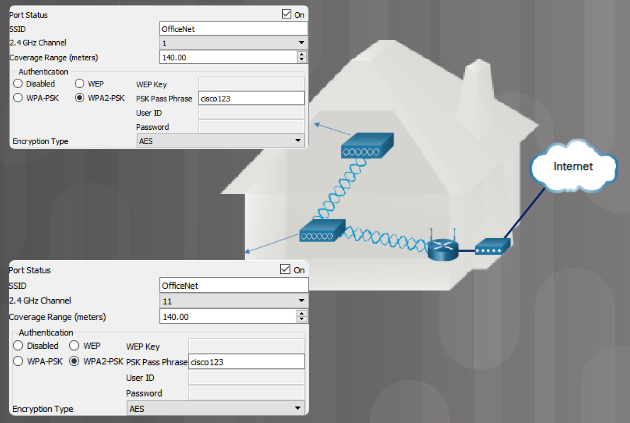 Port Status On
SSID OfficeNet
2.4 GHz Channel 1
Coverage Range (meters) 140.00
Authentication
Disabled WEP WEP Key
WPA-PSK WPA2-PSK PSK Pass Phrase cisco123
User ID
Password
Encryption Type AES
Internet
Port Status On
SSID OfficeNet
2.4 GHz Channel 11
Coverage Range (meters) 140.00
Authentication
Disabled WEP WEP Key
WPA-PSK WPA2-PSK PSK Pass Phrase cisco123
User ID
Password
Encryption Type AES